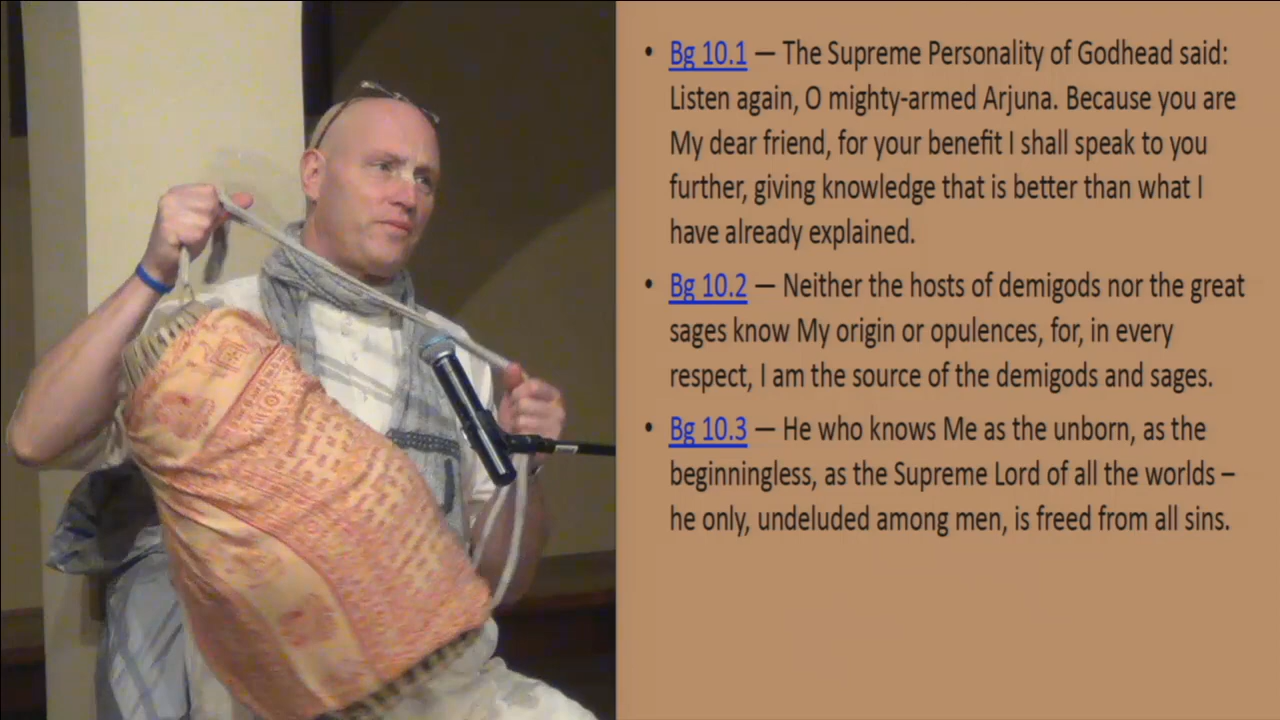 • Bg 10.1 — The Supreme Personality of Godhead said:
Listen again, O mighty-armed Arjuna. Because you are
My dear friend, for your benefit I shall speak to you
further, giving knowledge that is better than what I
have already explained.
• Bg 10.2 — Neither the hosts of demigods nor the great
sages know My origin or opulences, for, in every
respect, I am the source of the demigods and sages.
• Bg 10.3 — He who knows Me as the unborn, as the
beginningless, as the Supreme Lord of all the worlds –
he only, undeluded among men, is freed from all sins.